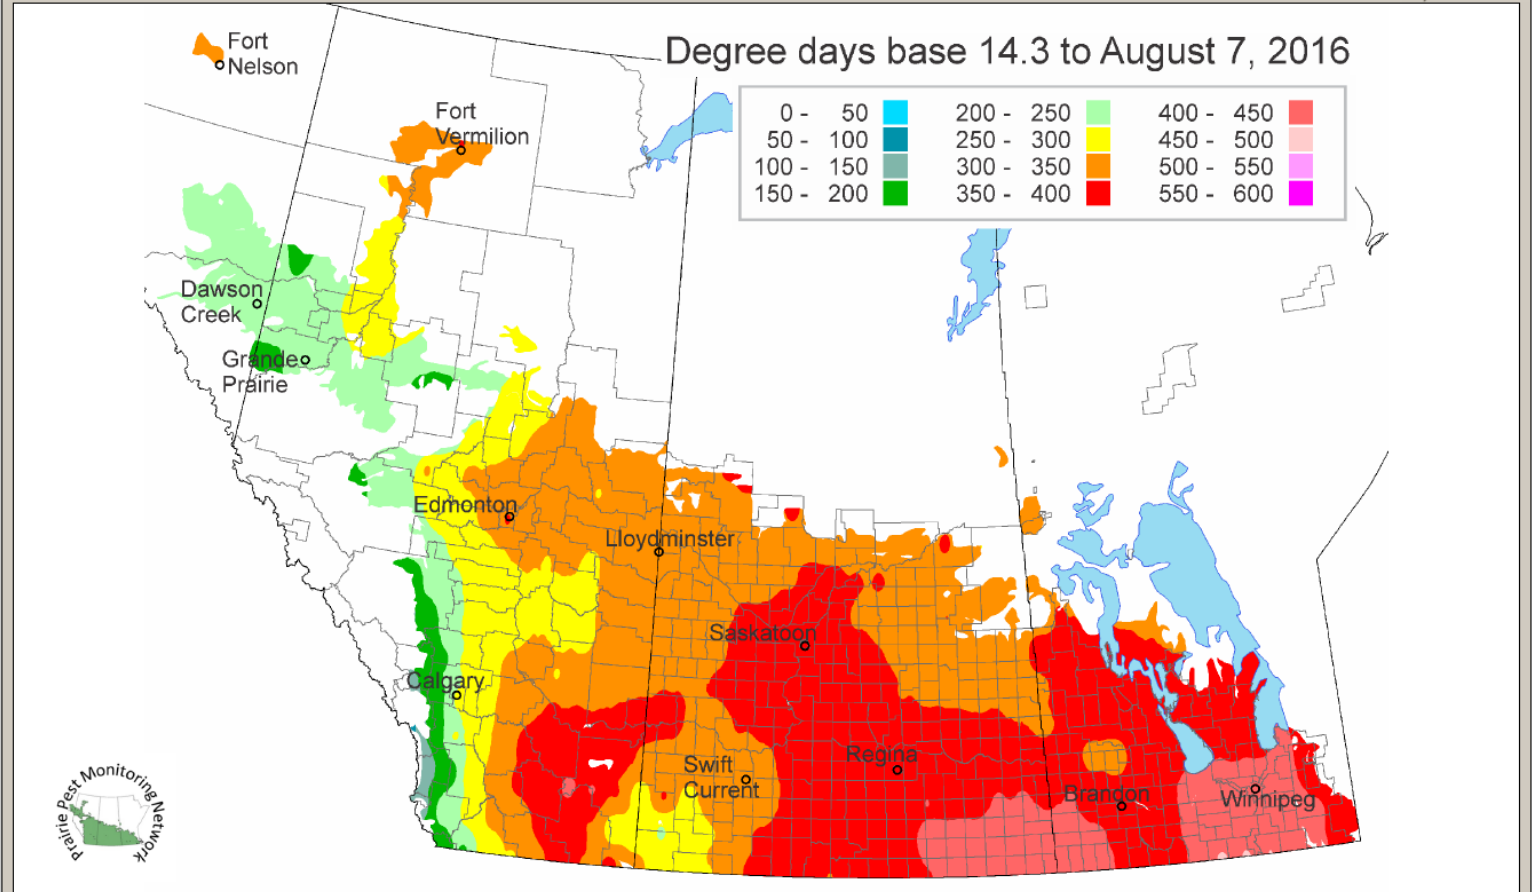 Degree days base 14.3 to August 7, 2016
0 - 50
50 - 100
100 - 150
150 - 200
200 - 250
250 - 300
300 - 350
350 - 400
400 - 450
450 - 500
500 - 550
550 - 600
Fort
Nelson
Fort
Vermilion
Dawson
Creek
Grande
Prairie
Edmonton
Lloydminster
Saskatoon
Calgary
Swift
Current
Regina
Brandon
Winnipeg
Prairie Pest Monitoring Network